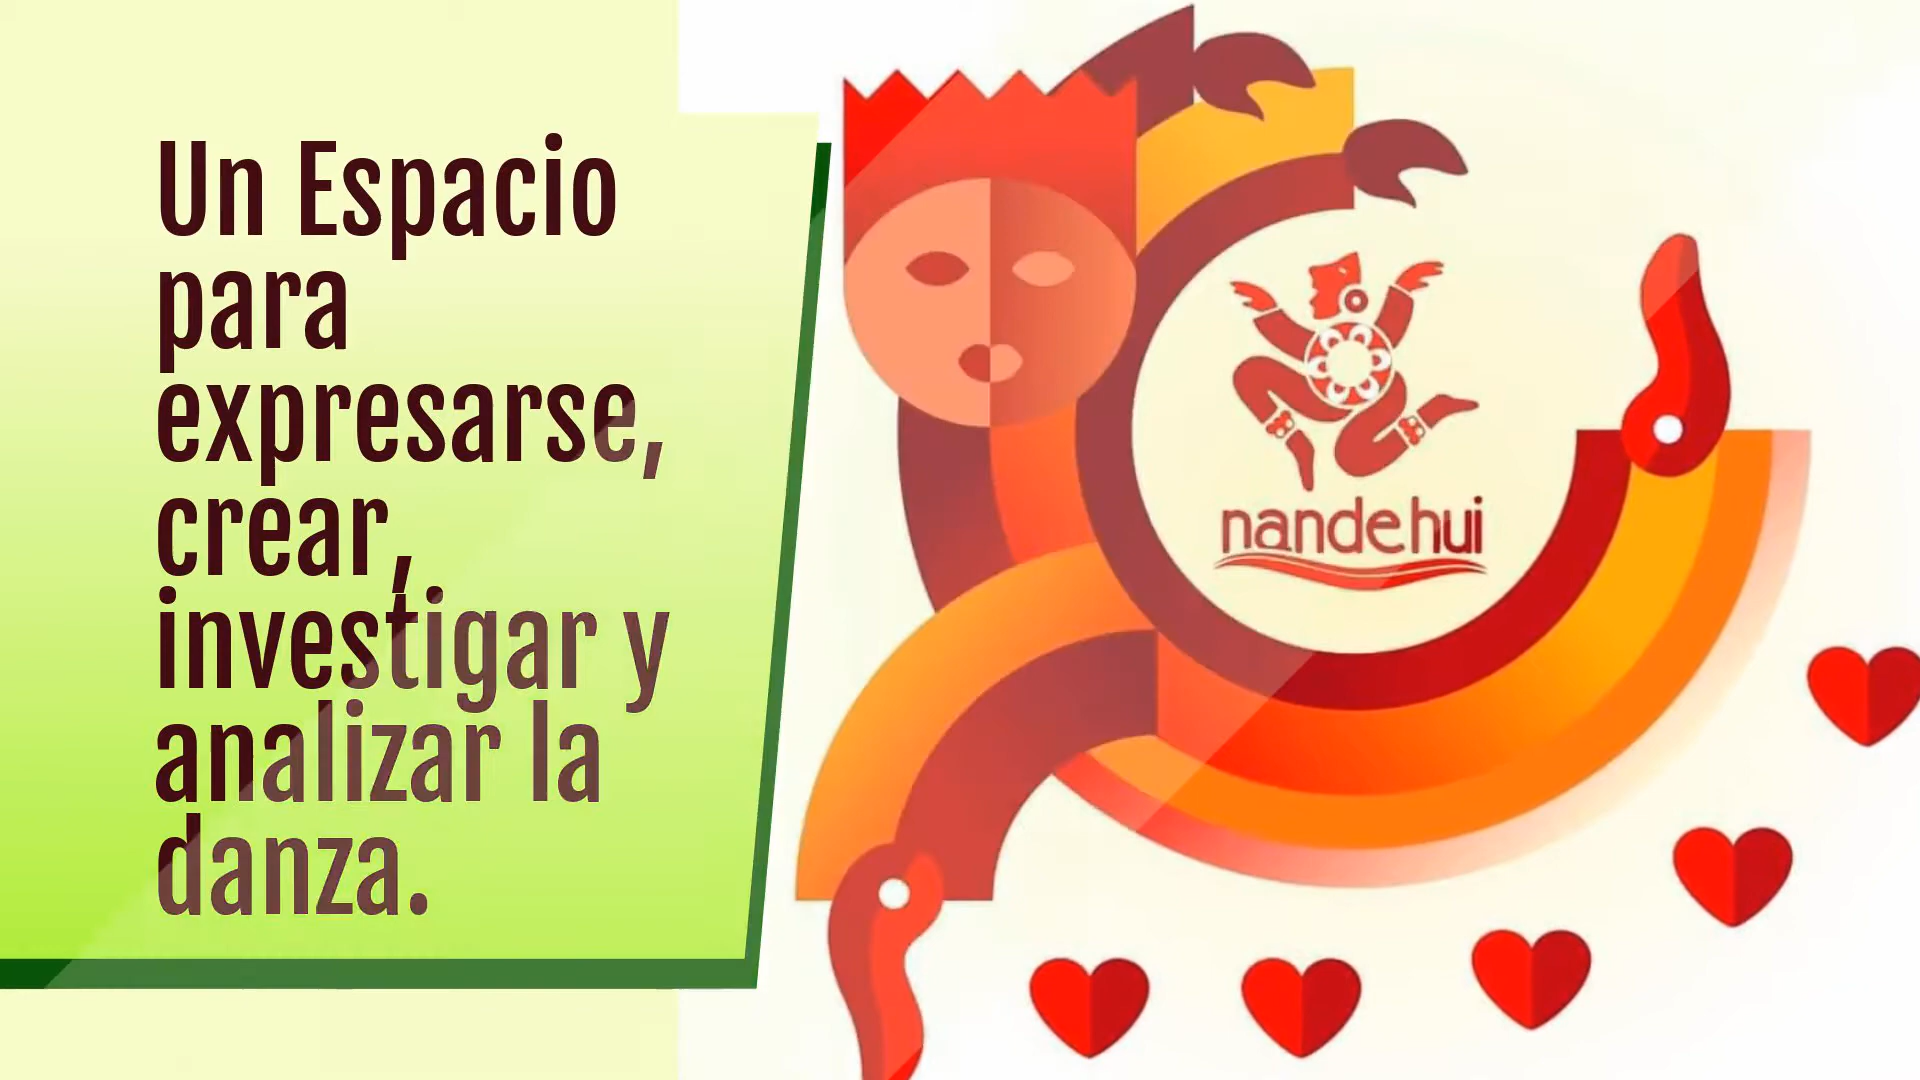 Un Espacio
para
expresarse,
crear,
investigar y
analizar la
danza.
nandehui